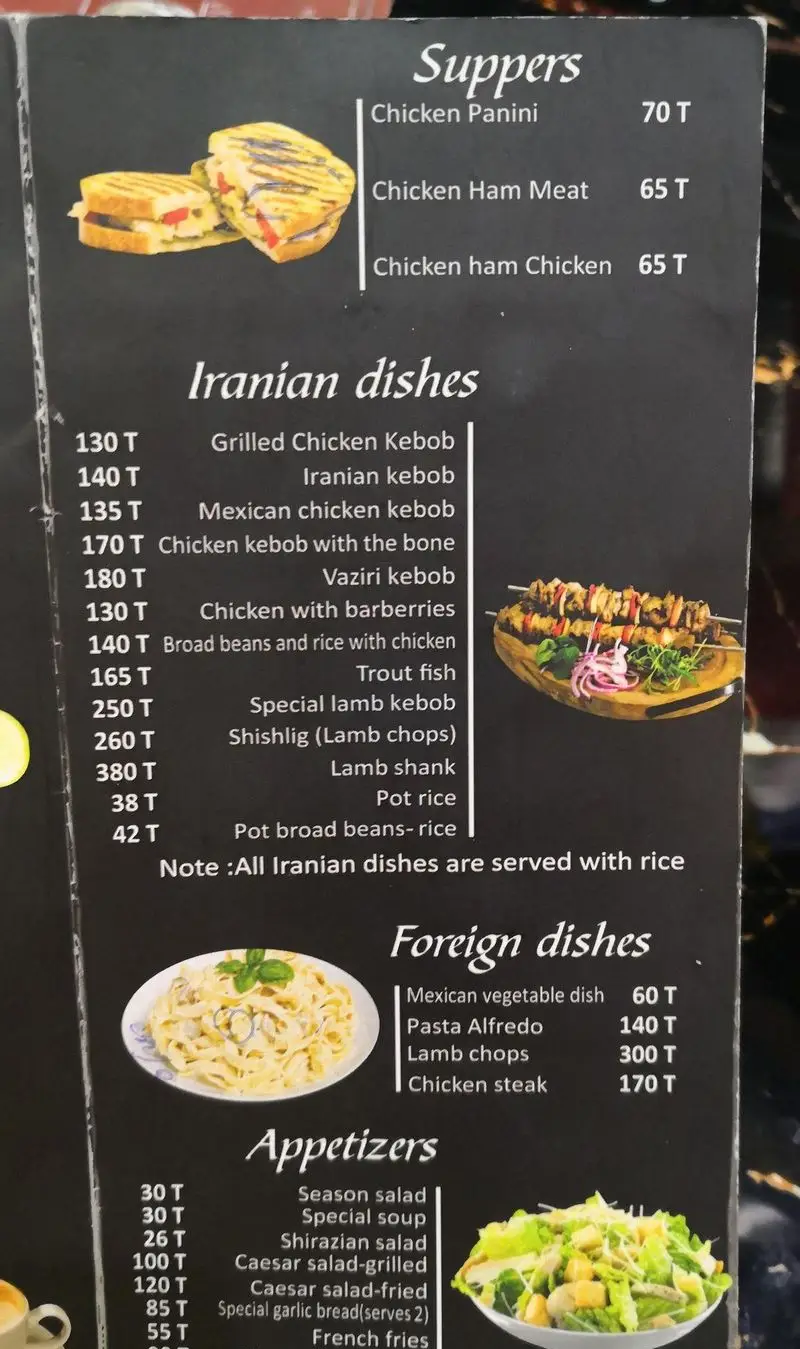 Suppers
Chicken Panini 70 T
Chicken Ham Meat 65 T
Chicken ham Chicken 65 T
Iranian dishes
130 T Grilled Chicken Kebob
140 T Iranian kebob
135 T Mexican chicken kebob
170 T Chicken kebob with the bone
180 T Vaziri kebob
130 T Chicken with barberries
140 T Broad beans and rice with chicken
165 T Trout fish
250 T Special lamb kebob
260 T Shishlig (Lamb chops)
380 T Lamb shank
38 T Pot rice
42 T Pot broad beans- rice
Note :All Iranian dishes are served with rice
Foreign dishes
Mexican vegetable dish 60 T
Pasta Alfredo 140 T
Lamb chops 300 T
Chicken steak 170 T
Appetizers
30 T Season salad
30 T Special soup
26 T Shirazian salad
100 T Caesar salad-grilled
120 T Caesar salad-fried
85 T Special garlic bread(serves 2)
55 T French fries